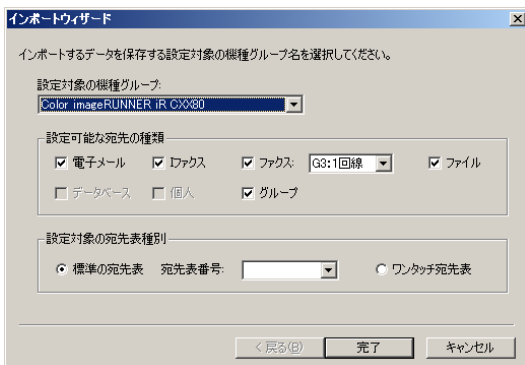 インポートウィザード
インポートするデータを保存する設定対象の機種グループ名を選択してください。
設定対象の機種グループ:
Color imageRUNNER iR CXX80
設定可能な宛先の種類
電子メール Iファクス ファクス: G3:1回線 ファイル
データベース 個人 グループ
設定対象の宛先表種別
標準の宛先表 宛先表番号: ワンタッチ宛先表
< 戻る(B) 完了 キャンセル